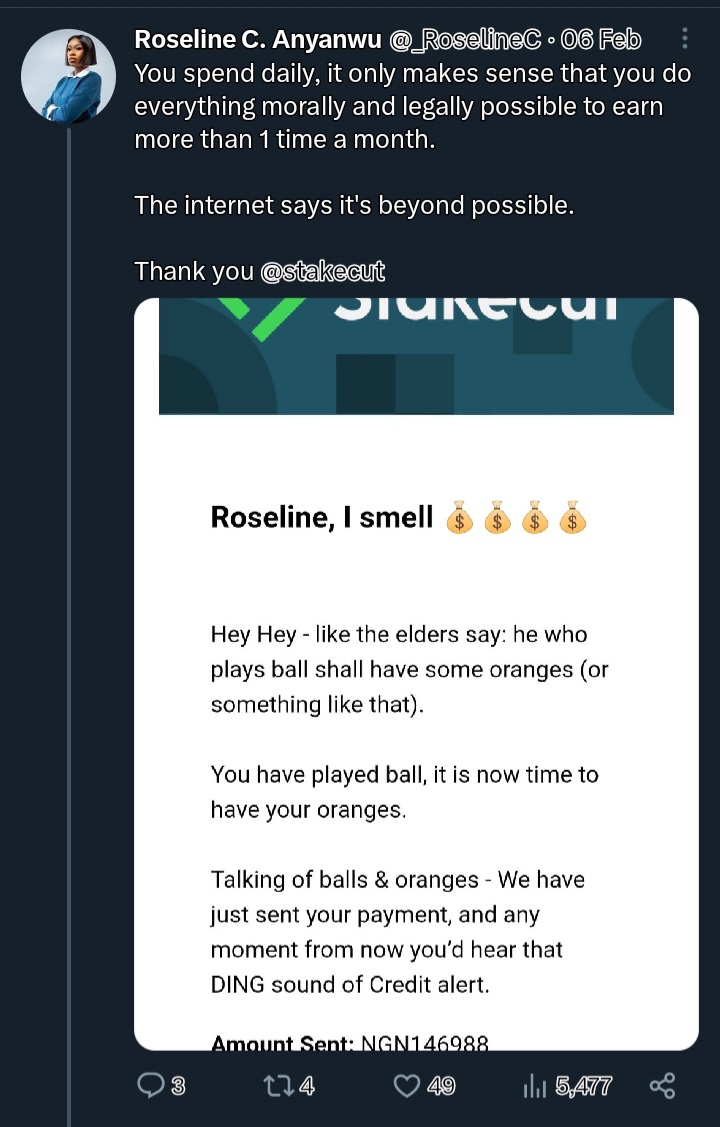 Roseline C. Anyanwu @_RoselineC · 06 Feb
You spend daily, it only makes sense that you do
everything morally and legally possible to earn
more than 1 time a month.
The internet says it's beyond possible.
Thank you @stakecut
Stakecut
Roseline, I smell 💰 💰 💰 💰
Hey Hey - like the elders say: he who
plays ball shall have some oranges (or
something like that).
You have played ball, it is now time to
have your oranges.
Talking of balls & oranges - We have
just sent your payment, and any
moment from now you’d hear that
DING sound of Credit alert.
Amount Sent: NGN146988
3 4 49 5,477